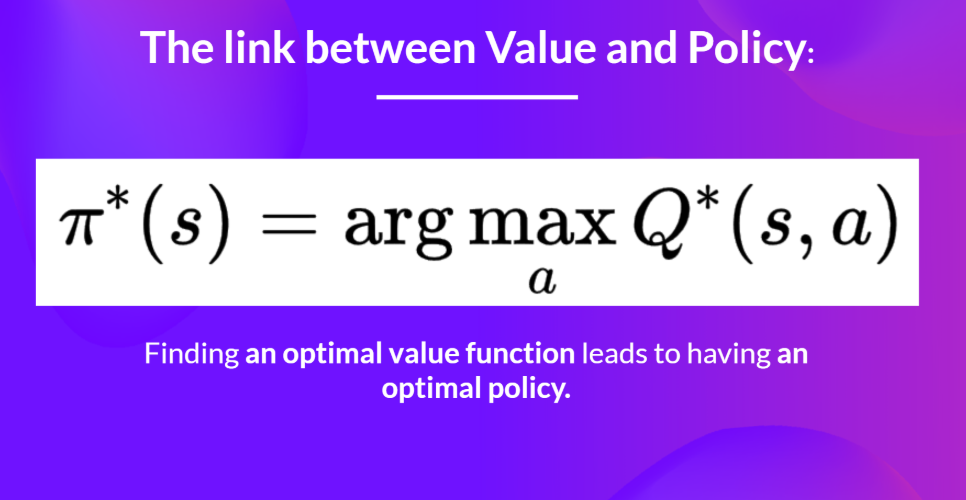 The link between Value and Policy:
π*(s) = arg max Q*(s, a)
a
Finding an optimal value function leads to having an
optimal policy.